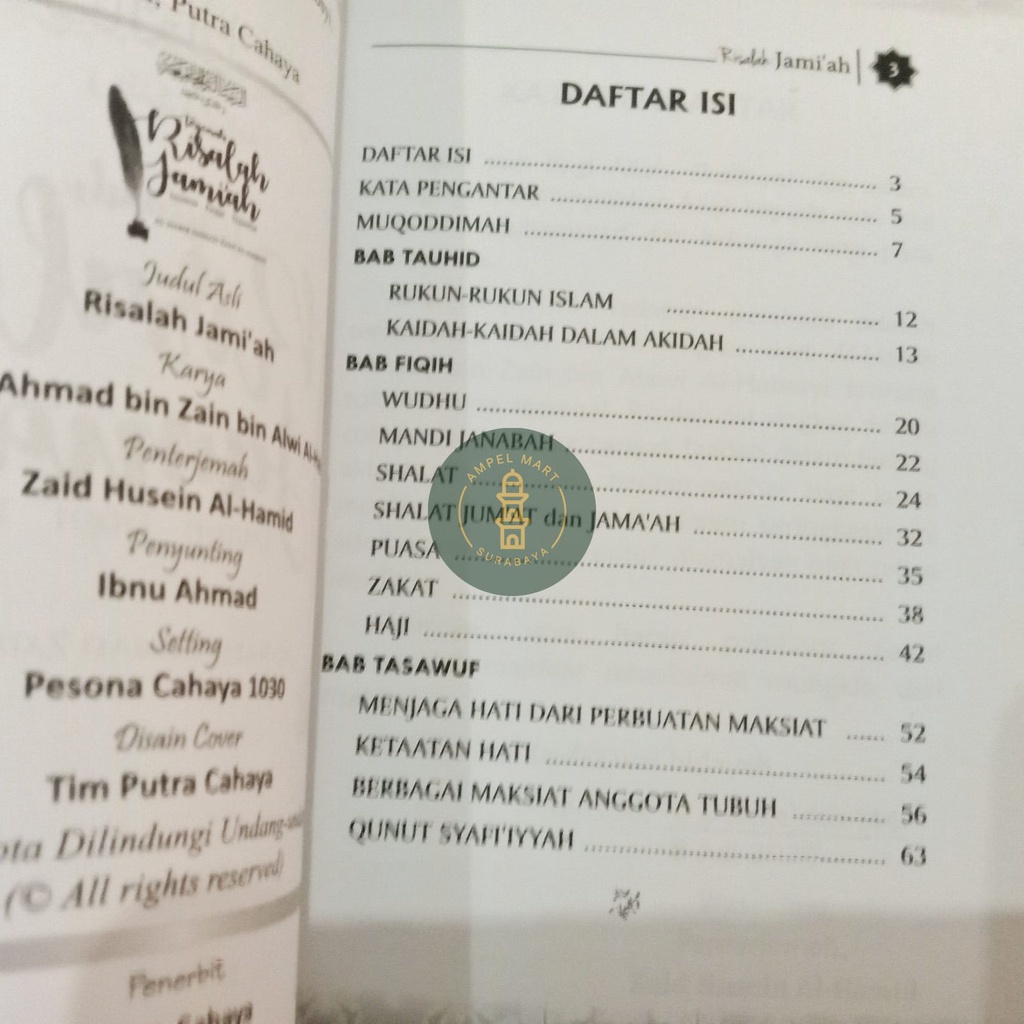 Putra Cahaya
Risalah
Jami'ah
Judul Asli
Risalah Jami'ah
Karya
Ahmad bin Zain bin Alwi
Penterjemah
Zaid Husein Al-Hamid
Penyunting
Ibnu Ahmad
Setting
Pesona Cahaya 1030
Disain Cover
Tim Putra Cahaya
Dilindungi Undang-
(© All rights reserved)
Penerbit
Cahaya
Risalah Jami'ah 3
DAFTAR ISI
DAFTAR ISI ........ 3
KATA PENGANTAR ........ 5
MUQODDIMAH ........ 7
BAB TAUHID
RUKUN-RUKUN ISLAM ........ 12
KAIDAH-KAIDAH DALAM AKIDAH ........ 13
BAB FIQIH
WUDHU ........ 20
MANDI JANABAH ........ 22
SHALAT ........ 24
SHALAT JUM'AT dan JAMA'AH ........ 32
PUASA ........ 35
ZAKAT ........ 38
HAJI ........ 42
BAB TASAWUF
MENJAGA HATI DARI PERBUATAN MAKSIAT ...... 52
KETAATAN HATI ........ 54
BERBAGAI MAKSIAT ANGGOTA TUBUH ........ 56
QUNUT SYAFI'IYYAH ........ 63
AMPEL MART
SURABAYA